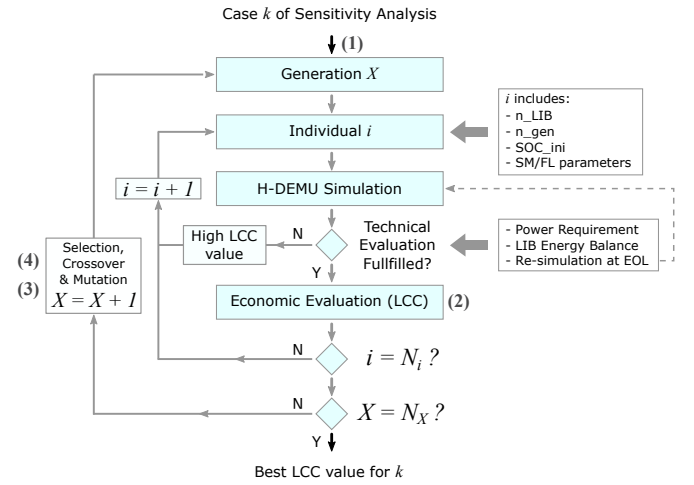 Case k of Sensitivity Analysis
(1)
Generation X
Individual i
i includes:
- n_LIB
- n_gen
- SOC_ini
- SM/FL parameters
i = i + 1
H-DEMU Simulation
High LCC
value
N
Technical
Evaluation
Fullfilled?
- Power Requirement
- LIB Energy Balance
- Re-simulation at EOL
Y
(4)
(3)
Selection,
Crossover
& Mutation
X = X + 1
Economic Evaluation (LCC)
(2)
N
i = N_i ?
N
X = N_X ?
Y
Best LCC value for k